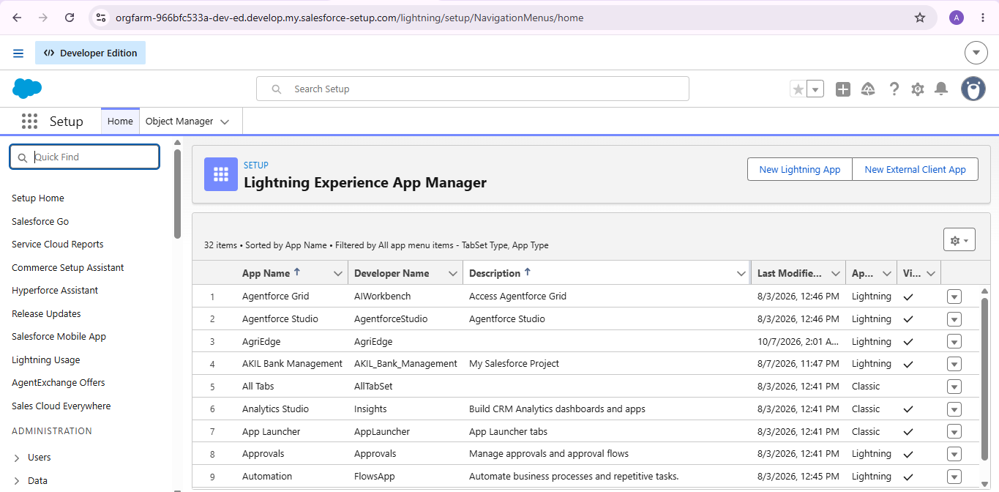 orgfarm-966bfc533a-dev-ed.develop.my.salesforce-setup.com/lightning/setup/NavigationMenus/home
A
Developer Edition
Search Setup
Setup
Home
Object Manager
Quick Find
Setup Home
Salesforce Go
Service Cloud Reports
Commerce Setup Assistant
Hyperforce Assistant
Release Updates
Salesforce Mobile App
Lightning Usage
AgentExchange Offers
Sales Cloud Everywhere
ADMINISTRATION
Users
Data
SETUP
Lightning Experience App Manager
New Lightning App
New External Client App
32 items • Sorted by App Name • Filtered by All app menu items - TabSet Type, App Type
App Name Developer Name Description Last Modifie... Ap... Vi...
1 Agentforce Grid AIWorkbench Access Agentforce Grid 8/3/2026, 12:46 PM Lightning
2 Agentforce Studio AgentforceStudio Agentforce Studio 8/3/2026, 12:46 PM Lightning
3 AgriEdge AgriEdge 10/7/2026, 2:01 A... Lightning
4 AKIL Bank Management AKIL_Bank_Management My Salesforce Project 8/7/2026, 11:47 PM Lightning
5 All Tabs AllTabSet 8/3/2026, 12:41 PM Classic
6 Analytics Studio Insights Build CRM Analytics dashboards and apps 8/3/2026, 12:41 PM Classic
7 App Launcher AppLauncher App Launcher tabs 8/3/2026, 12:41 PM Classic
8 Approvals Approvals Manage approvals and approval flows 8/3/2026, 12:41 PM Lightning
9 Automation FlowsApp Automate business processes and repetitive tasks. 8/3/2026, 12:45 PM Lightning